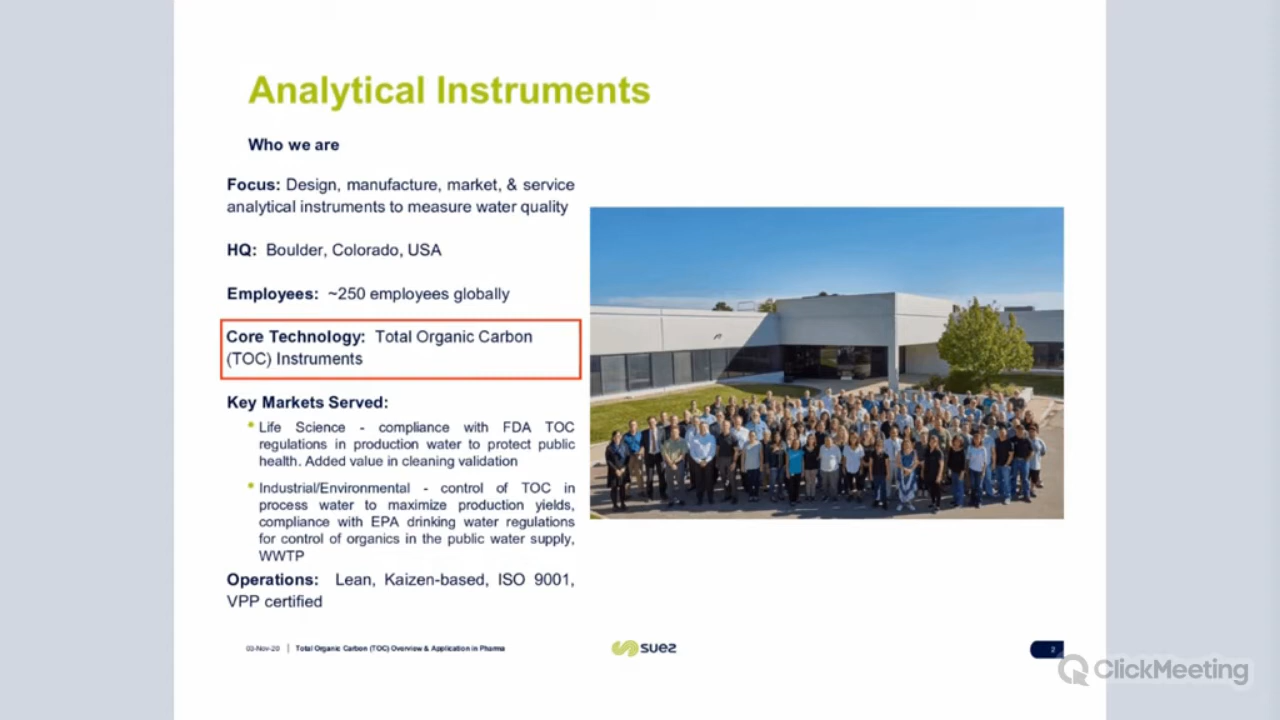 Analytical Instruments
Who we are
Focus: Design, manufacture, market, & service
analytical instruments to measure water quality
HQ: Boulder, Colorado, USA
Employees: ~250 employees globally
Core Technology: Total Organic Carbon
(TOC) Instruments
Key Markets Served:
Life Science - compliance with FDA TOC
regulations in production water to protect public
health. Added value in cleaning validation
Industrial/Environmental - control of TOC in
process water to maximize production yields,
compliance with EPA drinking water regulations
for control of organics in the public water supply,
WWTP
Operations: Lean, Kaizen-based, ISO 9001,
VPP certified
03-Nov-20 | Total Organic Carbon (TOC) Overview & Application in Pharma
suez
2
ClickMeeting